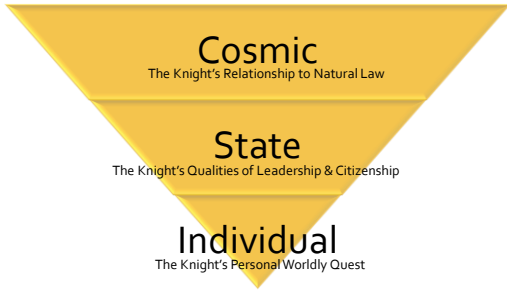 Cosmic
The Knight's Relationship to Natural Law
State
The Knight's Qualities of Leadership & Citizenship
Individual
The Knight's Personal Worldly Quest